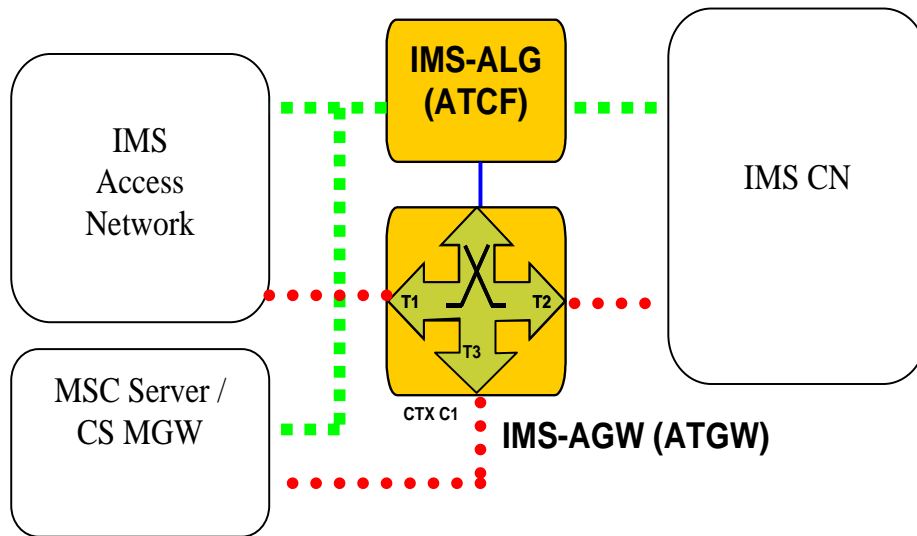 IMS-ALG
(ATCF)
IMS
Access
Network
IMS CN
T1
T2
T3
MSC Server /
CS MGW
CTX C1
IMS-AGW (ATGW)